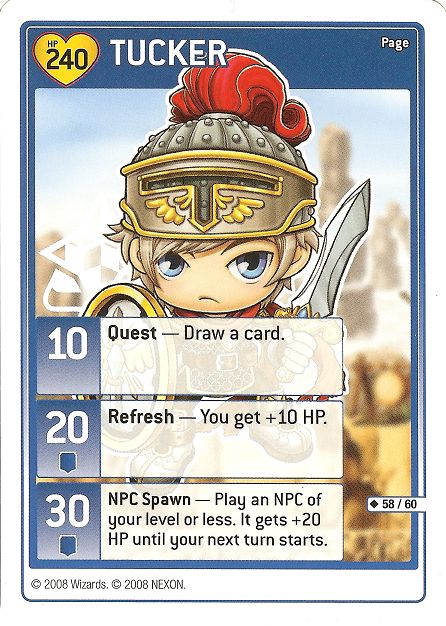 HP
240
TUCKER
Page
10
Quest — Draw a card.
20
Refresh — You get +10 HP.
30
NPC Spawn — Play an NPC of
your level or less. It gets +20
HP until your next turn starts.
◆ 58 / 60
© 2008 Wizards. © 2008 NEXON.